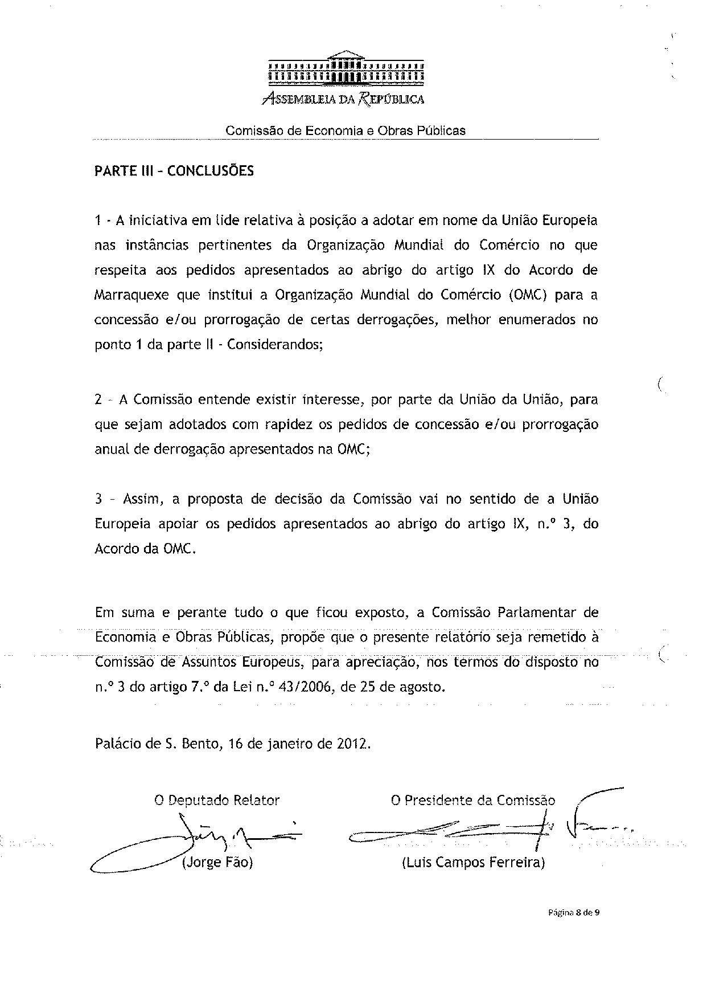 ASSEMBLEIA DA REPÚBLICA
Comissão de Economia e Obras Públicas
PARTE III - CONCLUSÕES
1 - A iniciativa em lide relativa à posição a adotar em nome da União Europeia
nas instâncias pertinentes da Organização Mundial do Comércio no que
respeita aos pedidos apresentados ao abrigo do artigo IX do Acordo de
Marraquexe que institui a Organização Mundial do Comércio (OMC) para a
concessão e/ou prorrogação de certas derrogações, melhor enumerados no
ponto 1 da parte II - Considerandos;
2 - A Comissão entende existir interesse, por parte da União da União, para
que sejam adotados com rapidez os pedidos de concessão e/ou prorrogação
anual de derrogação apresentados na OMC;
3 - Assim, a proposta de decisão da Comissão vai no sentido de a União
Europeia apoiar os pedidos apresentados ao abrigo do artigo IX, n.º 3, do
Acordo da OMC.
Em suma e perante tudo o que ficou exposto, a Comissão Parlamentar de
Economia e Obras Públicas, propõe que o presente relatório seja remetido à
Comissão de Assuntos Europeus, para apreciação, nos termos do disposto no
n.º 3 do artigo 7.º da Lei n.º 43/2006, de 25 de agosto.
Palácio de S. Bento, 16 de janeiro de 2012.
O Deputado Relator O Presidente da Comissão
(Jorge Fão) (Luis Campos Ferreira)
Página 8 de 9